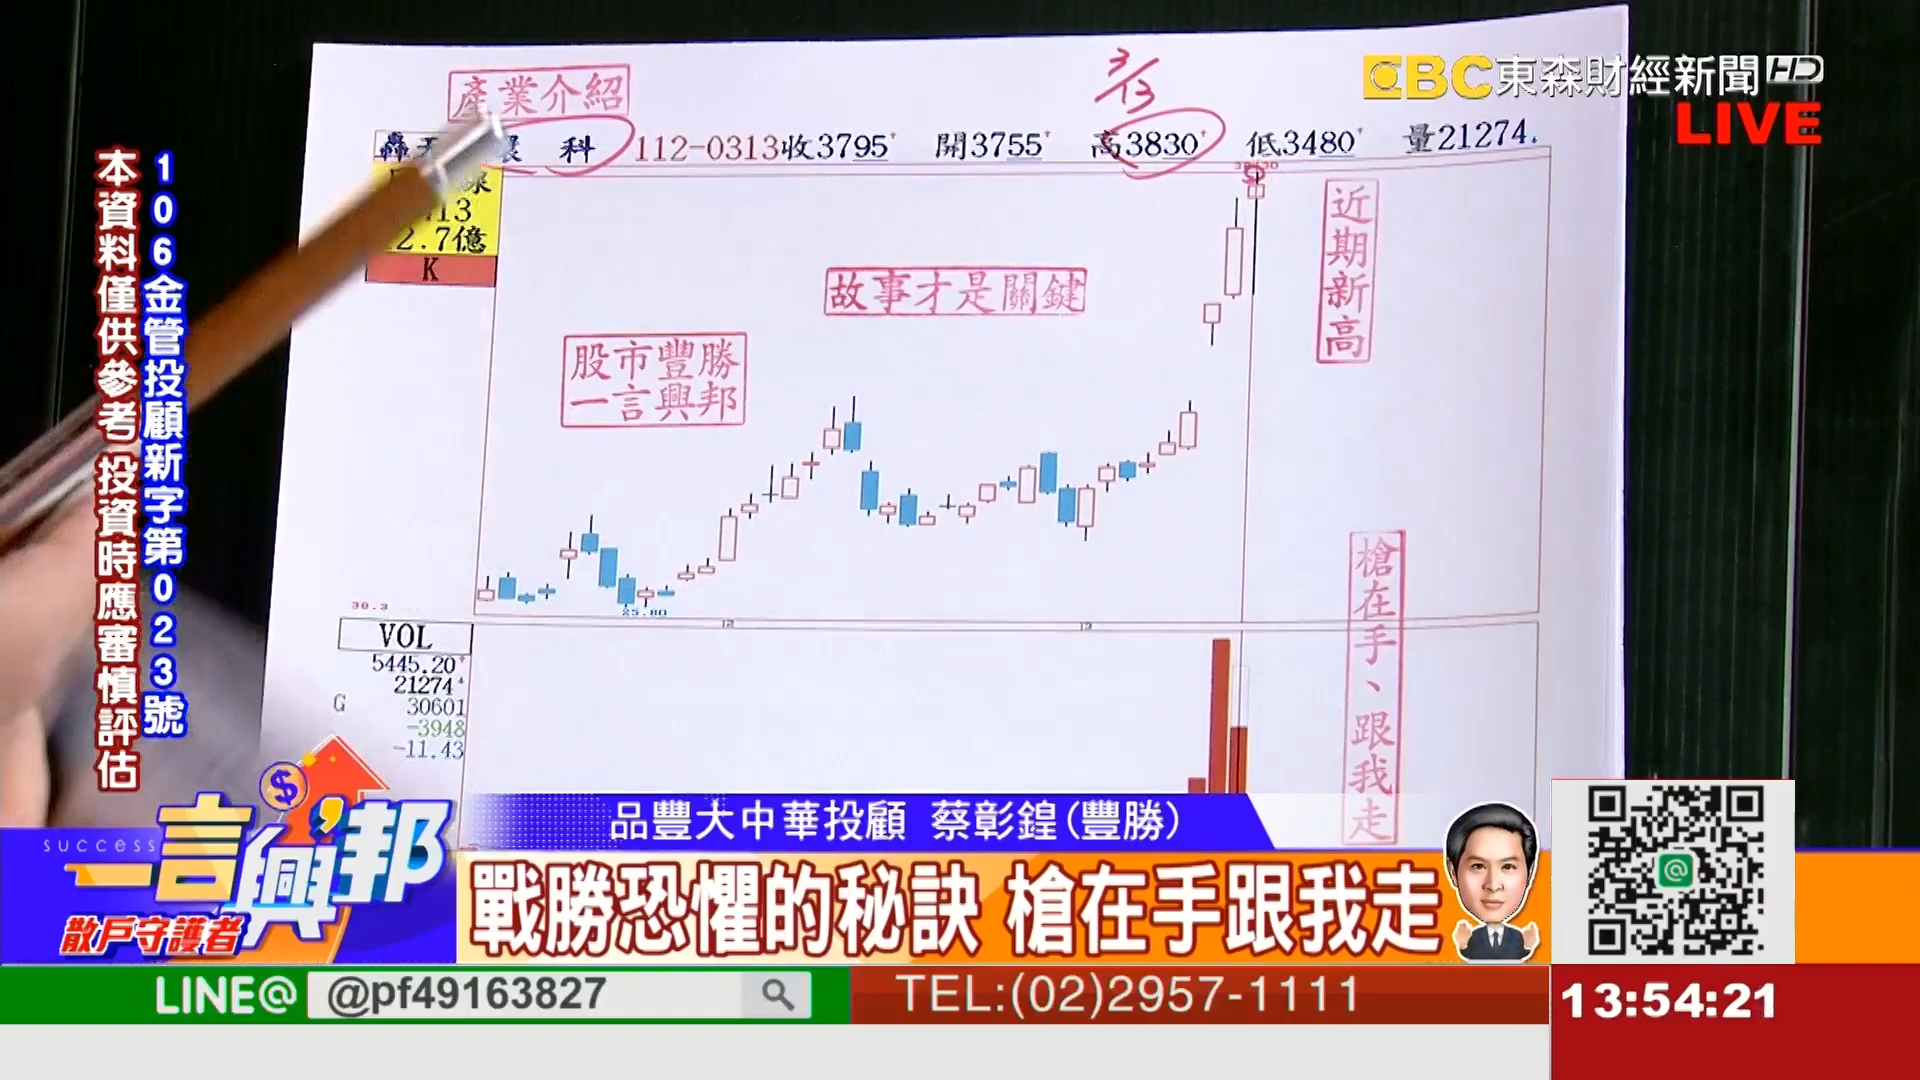 EBC東森財經新聞HD
LIVE
產業介紹
3/13
科 112-0313收3795 開3755 高3830 低3480 量21274
13
2.7億
K
近期新高
故事才是關鍵
股市豐勝
一言興邦
槍在手、跟我走
30.3
25.80
12
13
VOL
5445.20
21274
G 30601
-3948
-11.43
106金管投顧新字第023號
本資料僅供參考 投資時應審慎評估
$
success
一言興邦
散戶守護者
品豐大中華投顧 蔡彰鍠(豐勝)
戰勝恐懼的秘訣 槍在手跟我走
LINE@ @pf49163827
TEL:(02)2957-1111
13:54:21